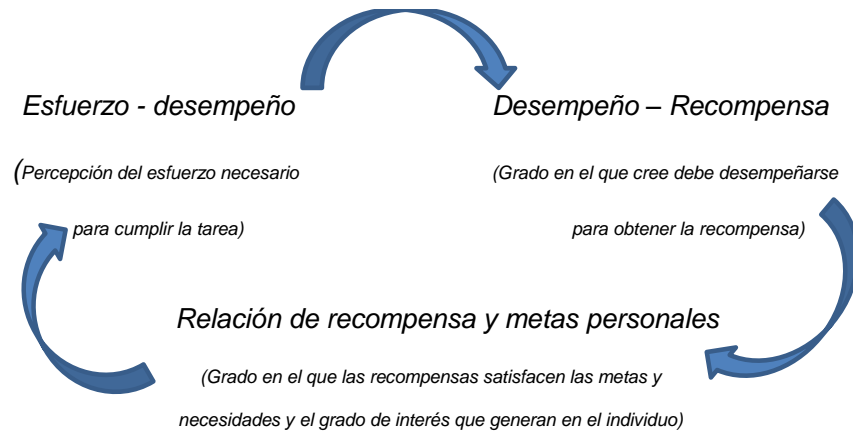 Esfuerzo - desempeño
(Percepción del esfuerzo necesario
para cumplir la tarea)
Desempeño – Recompensa
(Grado en el que cree debe desempeñarse
para obtener la recompensa)
Relación de recompensa y metas personales
(Grado en el que las recompensas satisfacen las metas y
necesidades y el grado de interés que generan en el individuo)